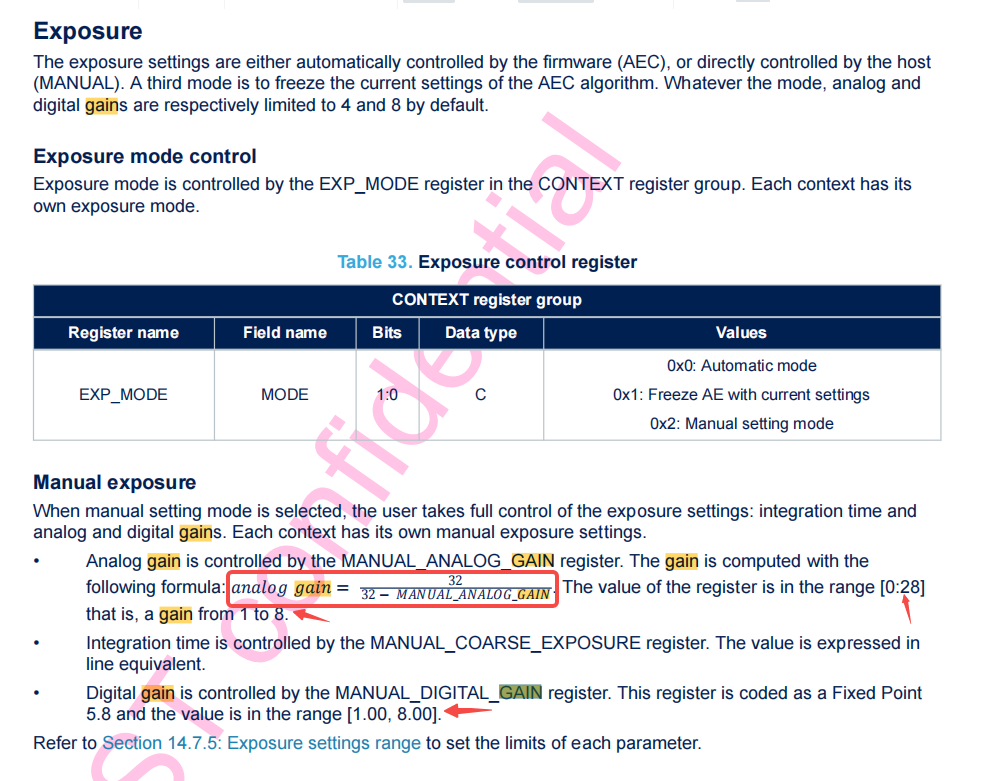 Exposure
The exposure settings are either automatically controlled by the firmware (AEC), or directly controlled by the host
(MANUAL). A third mode is to freeze the current settings of the AEC algorithm. Whatever the mode, analog and
digital gains are respectively limited to 4 and 8 by default.
Exposure mode control
Exposure mode is controlled by the EXP_MODE register in the CONTEXT register group. Each context has its
own exposure mode.
Table 33. Exposure control register
CONTEXT register group
Register name Field name Bits Data type Values
EXP_MODE MODE 1:0 C
0x0: Automatic mode
0x1: Freeze AE with current settings
0x2: Manual setting mode
Manual exposure
When manual setting mode is selected, the user takes full control of the exposure settings: integration time and
analog and digital gains. Each context has its own manual exposure settings.
• Analog gain is controlled by the MANUAL_ANALOG_GAIN register. The gain is computed with the
following formula: analog gain = 32 / (32 − MANUAL_ANALOG_GAIN). The value of the register is in the range [0:28]
that is, a gain from 1 to 8.
• Integration time is controlled by the MANUAL_COARSE_EXPOSURE register. The value is expressed in
line equivalent.
• Digital gain is controlled by the MANUAL_DIGITAL_GAIN register. This register is coded as a Fixed Point
5.8 and the value is in the range [1.00, 8.00].
Refer to Section 14.7.5: Exposure settings range to set the limits of each parameter.
ST Confidential